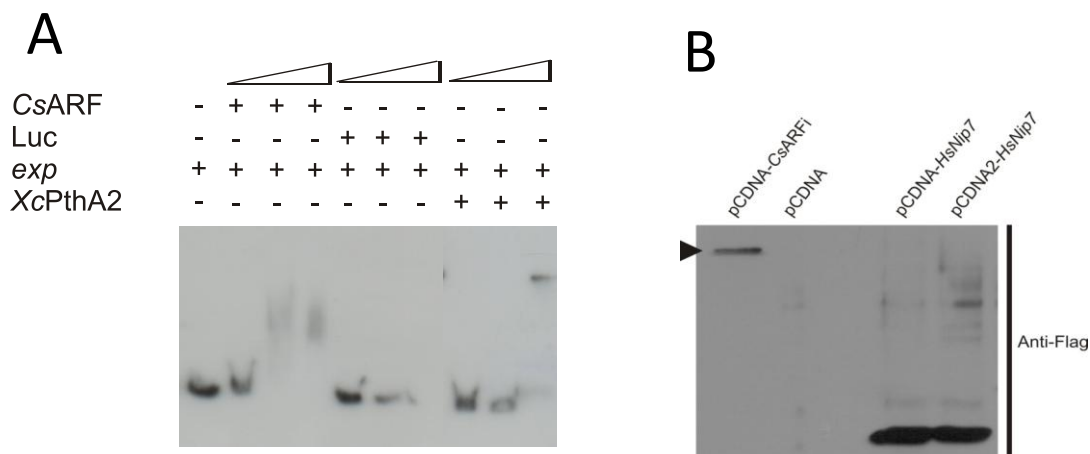 A
CsARF - + + + - - - - - -
Luc - - - - + + + - - -
exp + + + + + + + + + +
XcPthA2 - - - - - - - + + +
B
pCDNA-CsARFi
pCDNA
pCDNA-HsNip7
pCDNA2-HsNip7
Anti-Flag